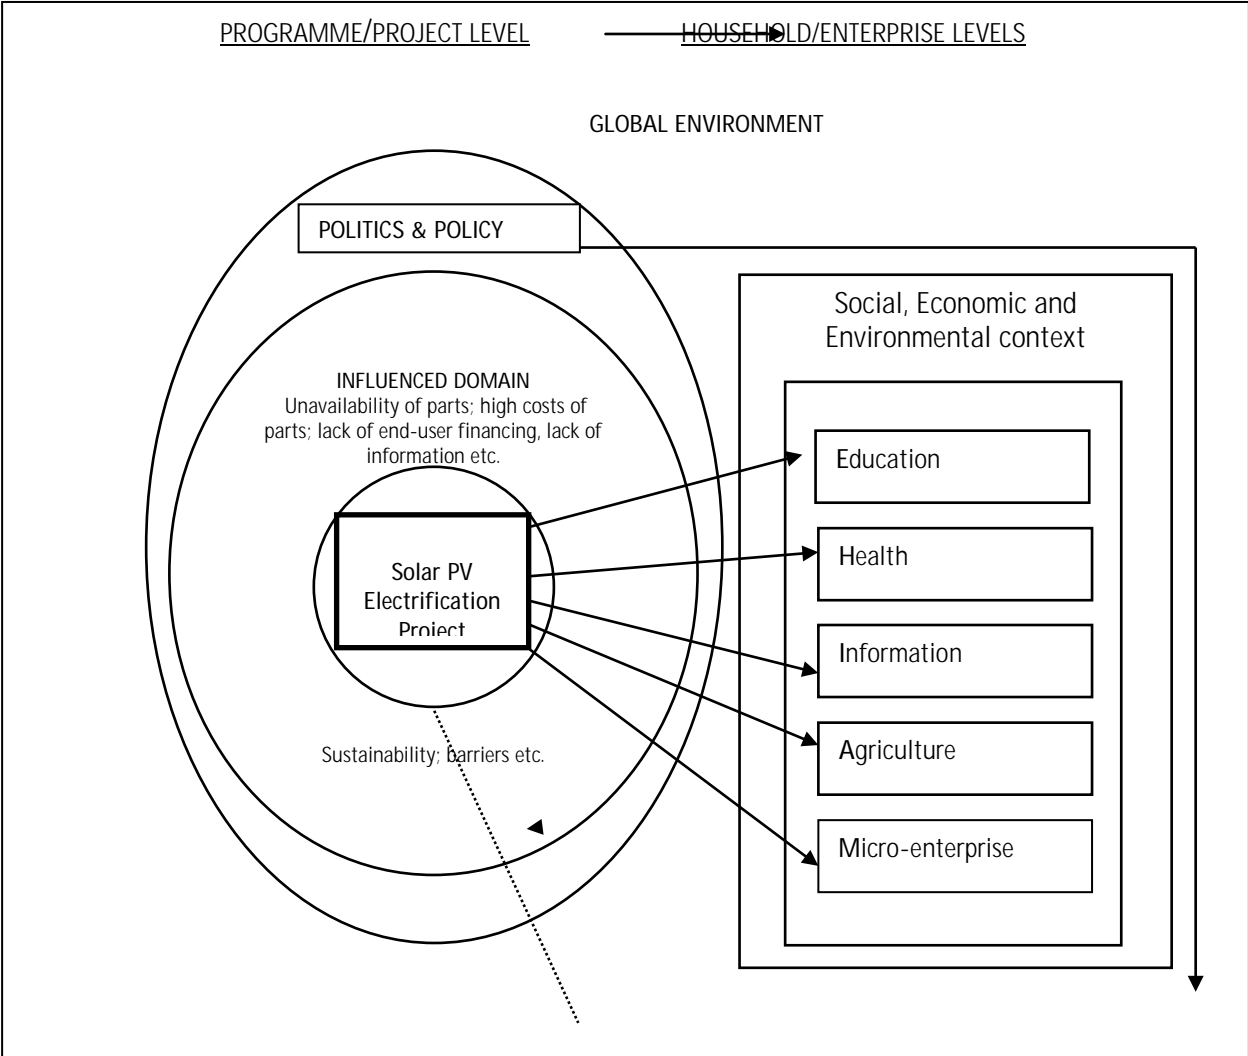 PROGRAMME/PROJECT LEVEL
HOUSEHOLD/ENTERPRISE LEVELS
GLOBAL ENVIRONMENT
POLITICS & POLICY
Social, Economic and
Environmental context
INFLUENCED DOMAIN
Unavailability of parts; high costs of
parts; lack of end-user financing, lack of
information etc.
Solar PV
Electrification
Project
Sustainability; barriers etc.
Education
Health
Information
Agriculture
Micro-enterprise